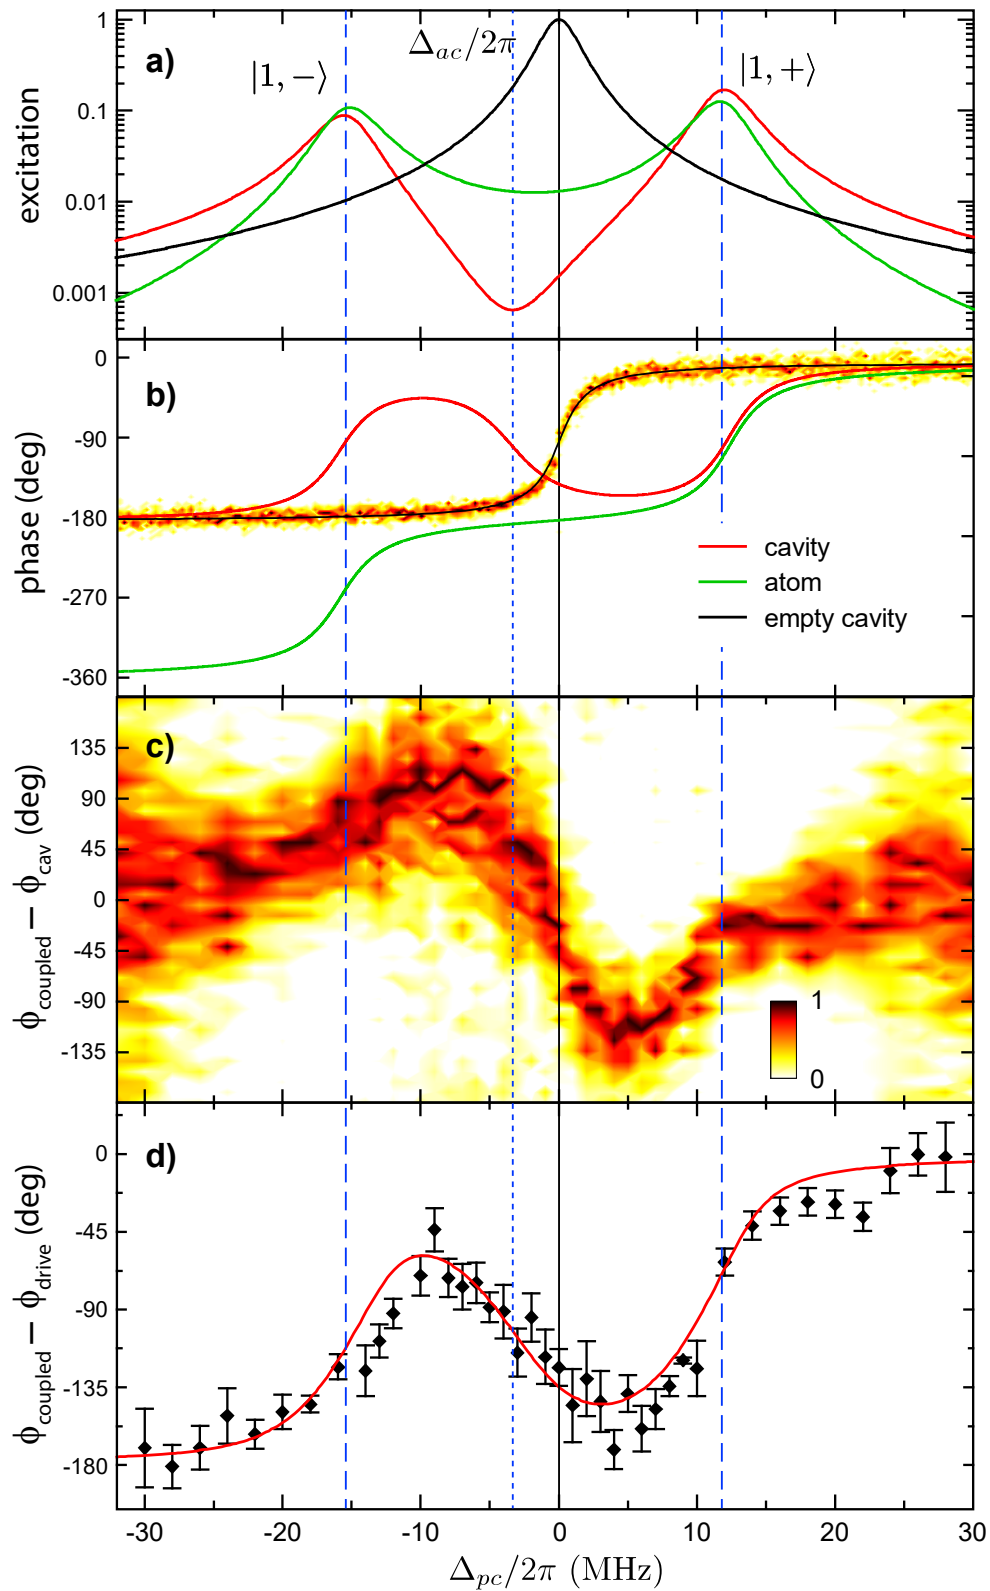 a)
Δac/2π
|1, −⟩
|1, +⟩
excitation
1
0.1
0.01
0.001
b)
phase (deg)
0
-90
-180
-270
-360
cavity
atom
empty cavity
c)
ϕcoupled − ϕcav (deg)
135
90
45
0
-45
-90
-135
1
0
d)
ϕcoupled − ϕdrive (deg)
0
-45
-90
-135
-180
-30
-20
-10
0
10
20
30
Δpc/2π (MHz)